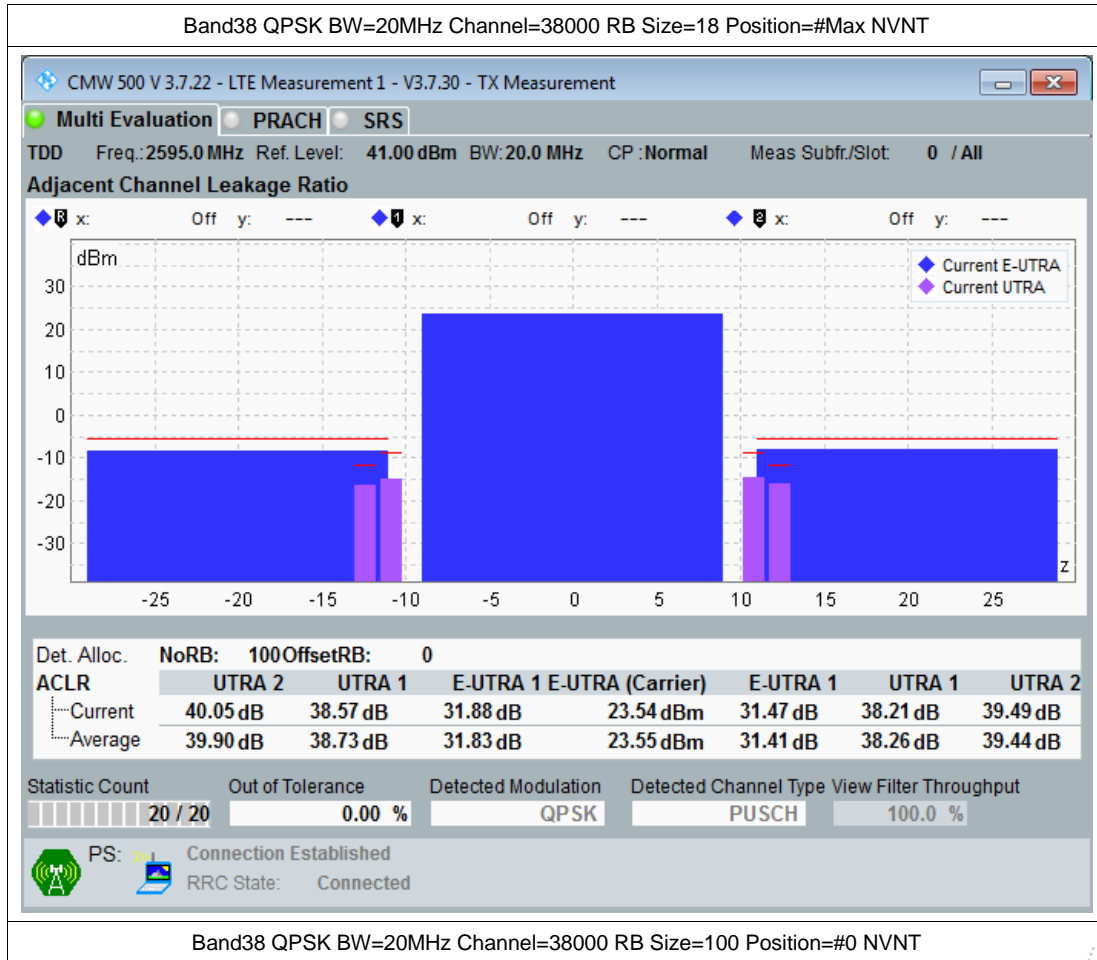 Band38 QPSK BW=20MHz Channel=38000 RB Size=18 Position=#Max NVNT
CMW 500 V 3.7.22 - LTE Measurement 1 - V3.7.30 - TX Measurement
Multi Evaluation PRACH SRS
TDD Freq.:2595.0 MHz Ref. Level: 41.00 dBm BW:20.0 MHz CP :Normal Meas Subfr./Slot: 0 / All
Adjacent Channel Leakage Ratio
R x: Off y: --- 1 x: Off y: --- 2 x: Off y: ---
dBm
Current E-UTRA
Current UTRA
30
20
10
0
-10
-20
-30
z
-25 -20 -15 -10 -5 0 5 10 15 20 25
Det. Alloc. NoRB: 100 OffsetRB: 0
ACLR UTRA 2 UTRA 1 E-UTRA 1 E-UTRA (Carrier) E-UTRA 1 UTRA 1 UTRA 2
Current 40.05 dB 38.57 dB 31.88 dB 23.54 dBm 31.47 dB 38.21 dB 39.49 dB
Average 39.90 dB 38.73 dB 31.83 dB 23.55 dBm 31.41 dB 38.26 dB 39.44 dB
Statistic Count Out of Tolerance Detected Modulation Detected Channel Type View Filter Throughput
20 / 20 0.00 % QPSK PUSCH 100.0 %
PS: Connection Established
RRC State: Connected
Band38 QPSK BW=20MHz Channel=38000 RB Size=100 Position=#0 NVNT